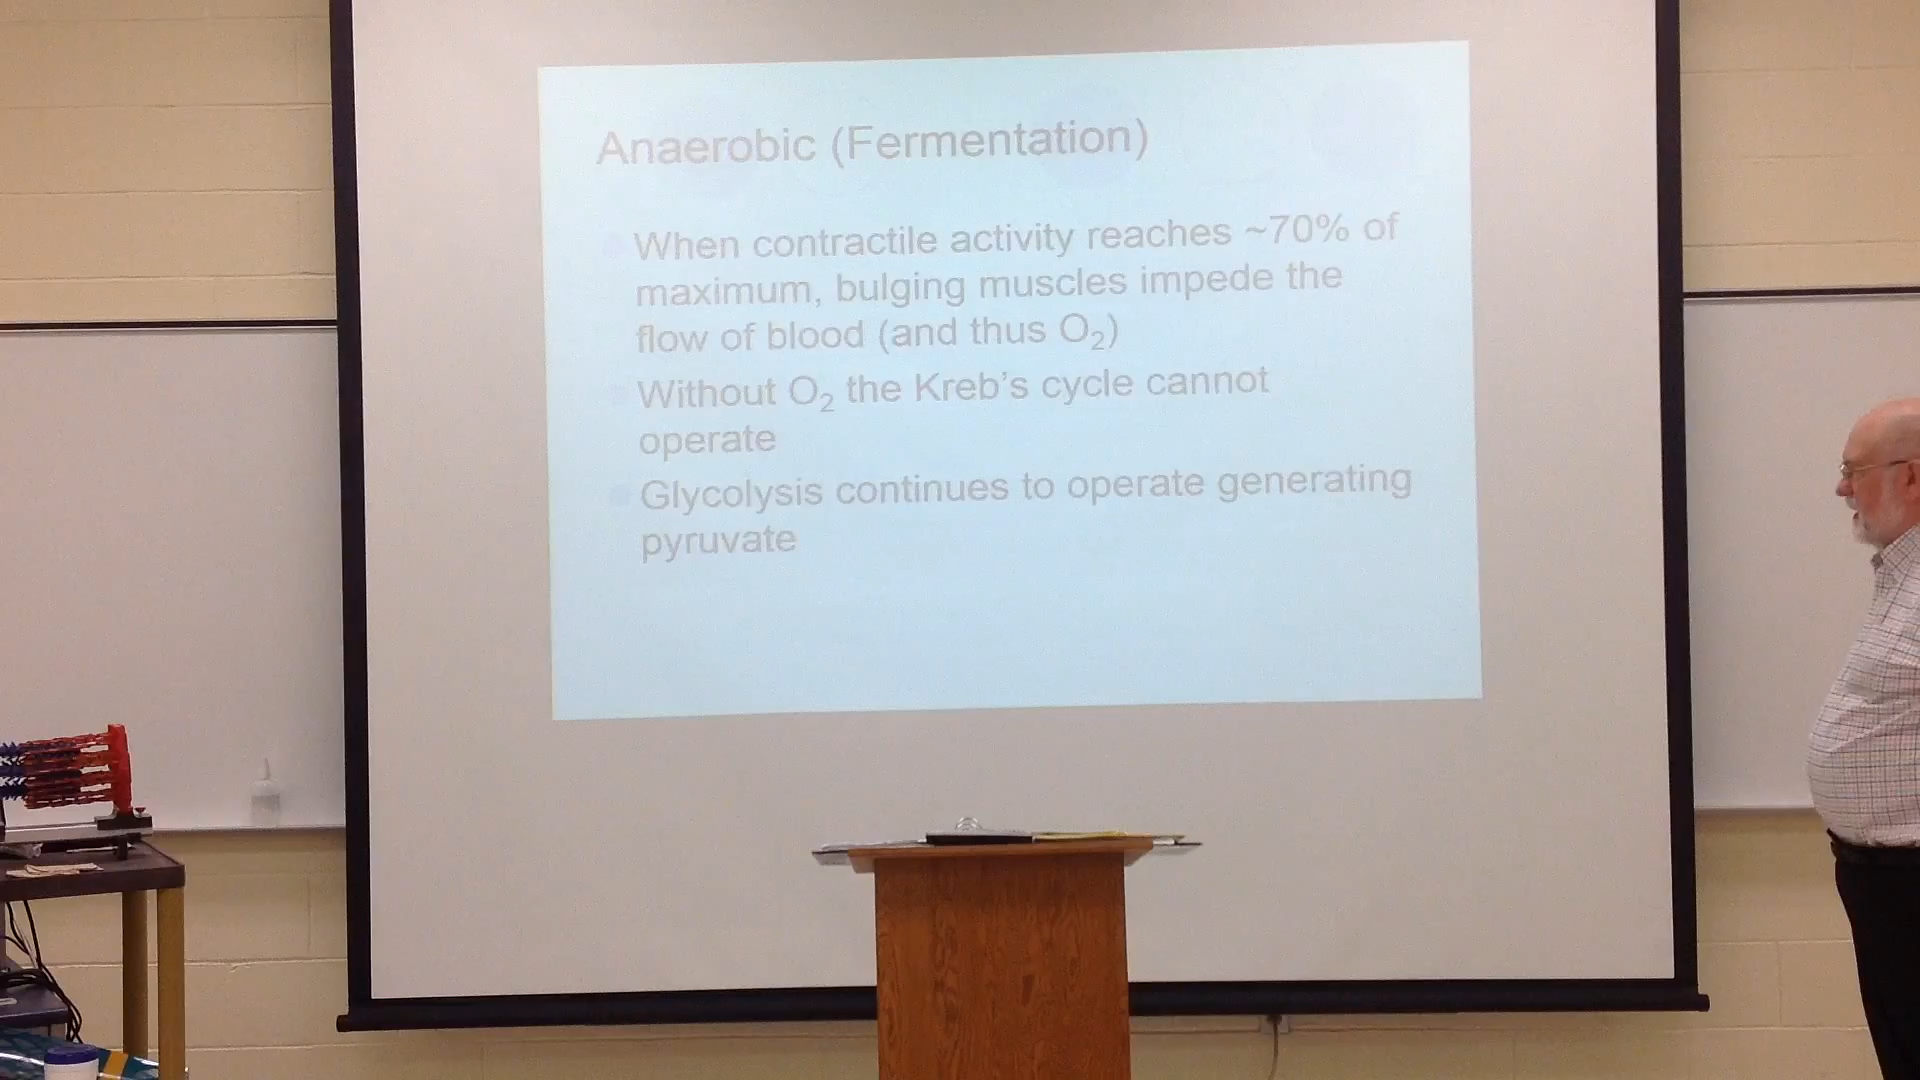 Anaerobic (Fermentation)
When contractile activity reaches ~70% of
maximum, bulging muscles impede the
flow of blood (and thus O₂)
Without O₂ the Kreb’s cycle cannot
operate
Glycolysis continues to operate generating
pyruvate